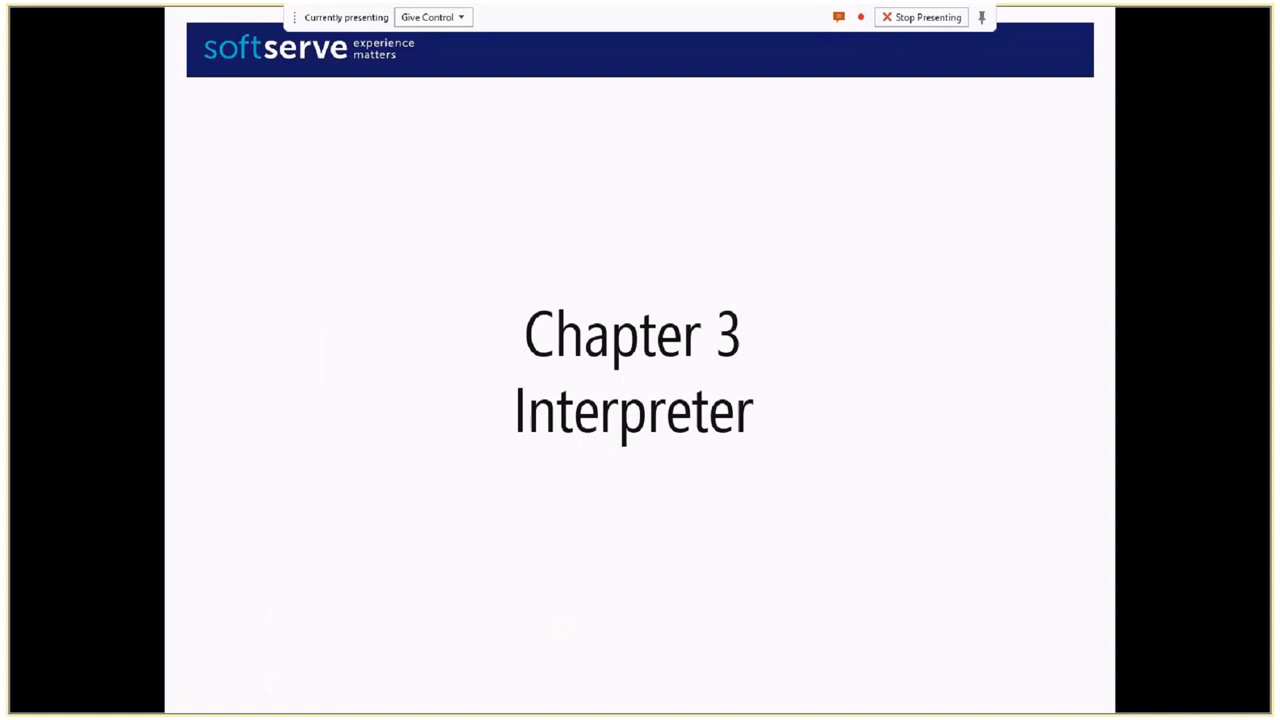 Currently presenting Give Control Stop Presenting
softserve experience
matters
Chapter 3
Interpreter